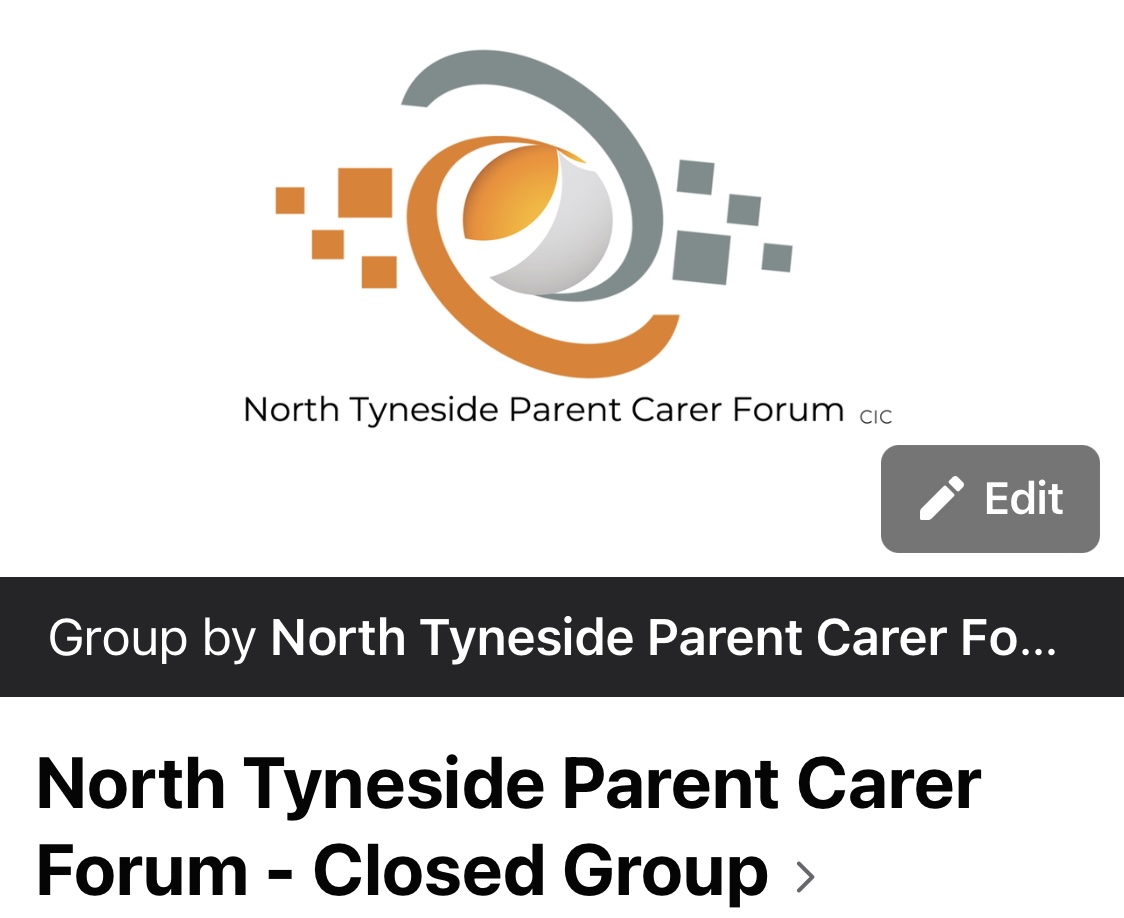 North Tyneside Parent Carer Forum CIC
Edit
Group by North Tyneside Parent Carer Fo...
North Tyneside Parent Carer
Forum - Closed Group